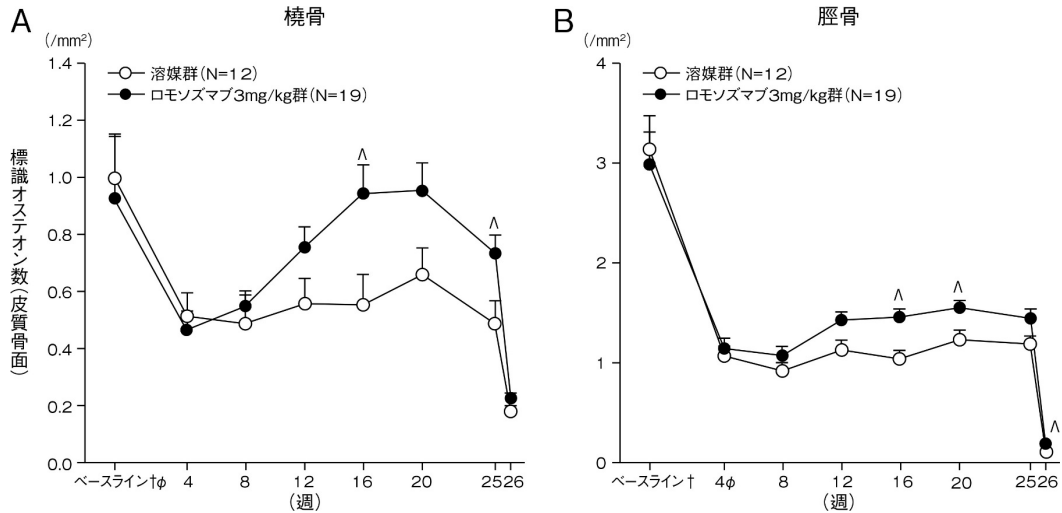 A
橈骨
(/mm²)
1.4
1.2
1.0
0.8
0.6
0.4
0.2
0.0
溶媒群(N=12)
ロモソズマブ3mg/kg群(N=19)
標識オステオン数(皮質骨面)
^
^
ベースライン†φ 4 8 12 16 20 25 26
(週)
B
脛骨
(/mm²)
4
3
2
1
0
溶媒群(N=12)
ロモソズマブ3mg/kg群(N=19)
^
^
^
ベースライン† 4φ 8 12 16 20 25 26
(週)